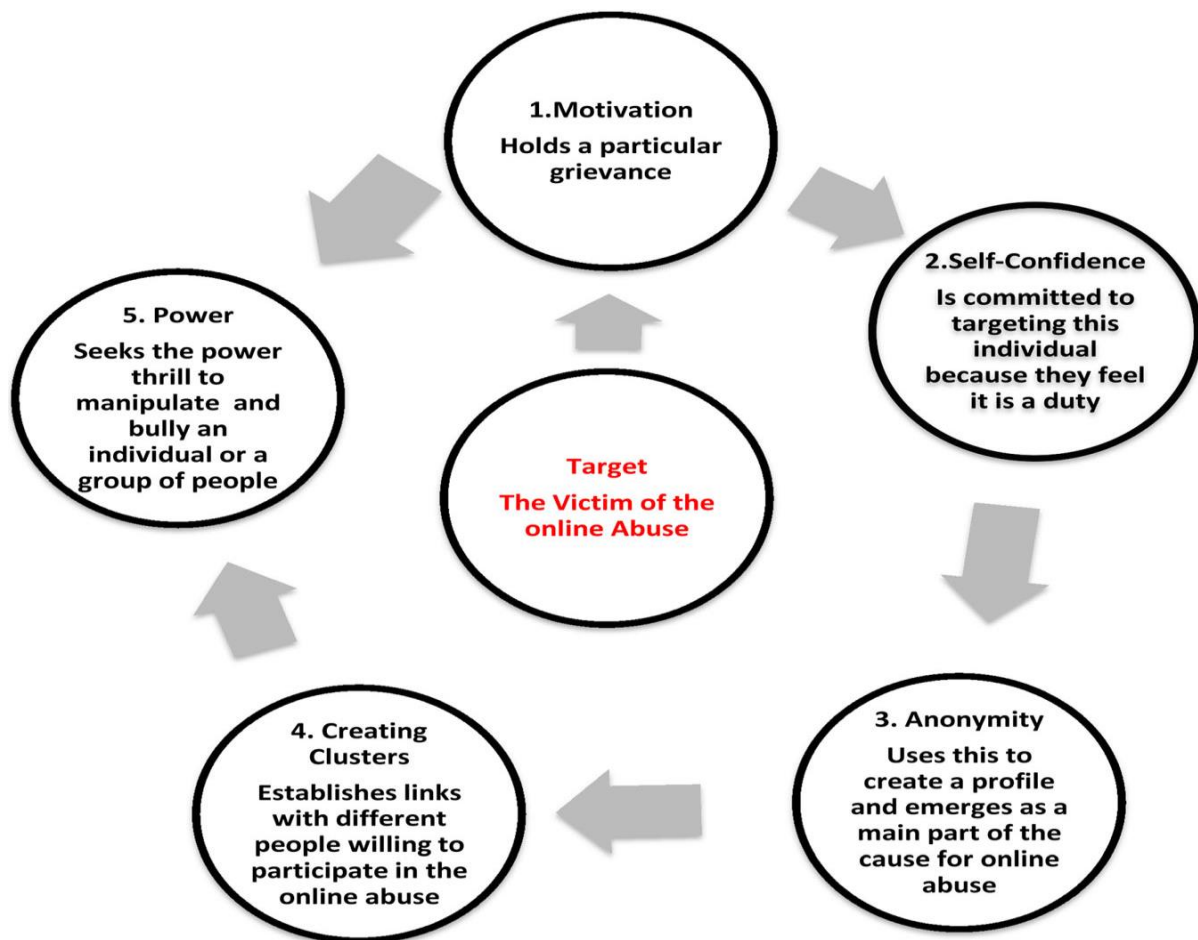 1.Motivation
Holds a particular
grievance
2.Self-Confidence
Is committed to
targeting this
individual
because they feel
it is a duty
3. Anonymity
Uses this to
create a profile
and emerges as a
main part of the
cause for online
abuse
4. Creating
Clusters
Establishes links
with different
people willing to
participate in the
online abuse
5. Power
Seeks the power
thrill to
manipulate and
bully an
individual or a
group of people
Target
The Victim of the
online Abuse